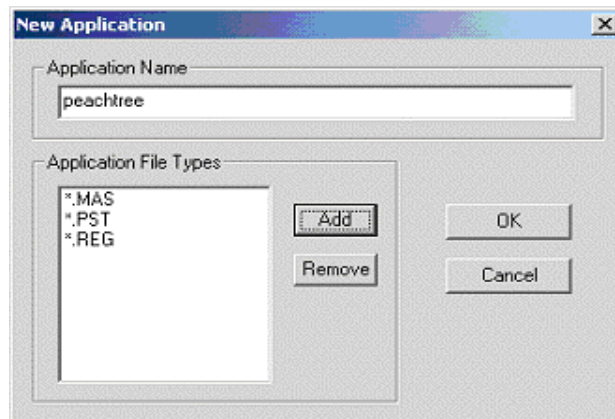 New Application
Application Name
peachtree
Application File Types
*.MAS
*.PST
*.REG
Add
Remove
OK
Cancel